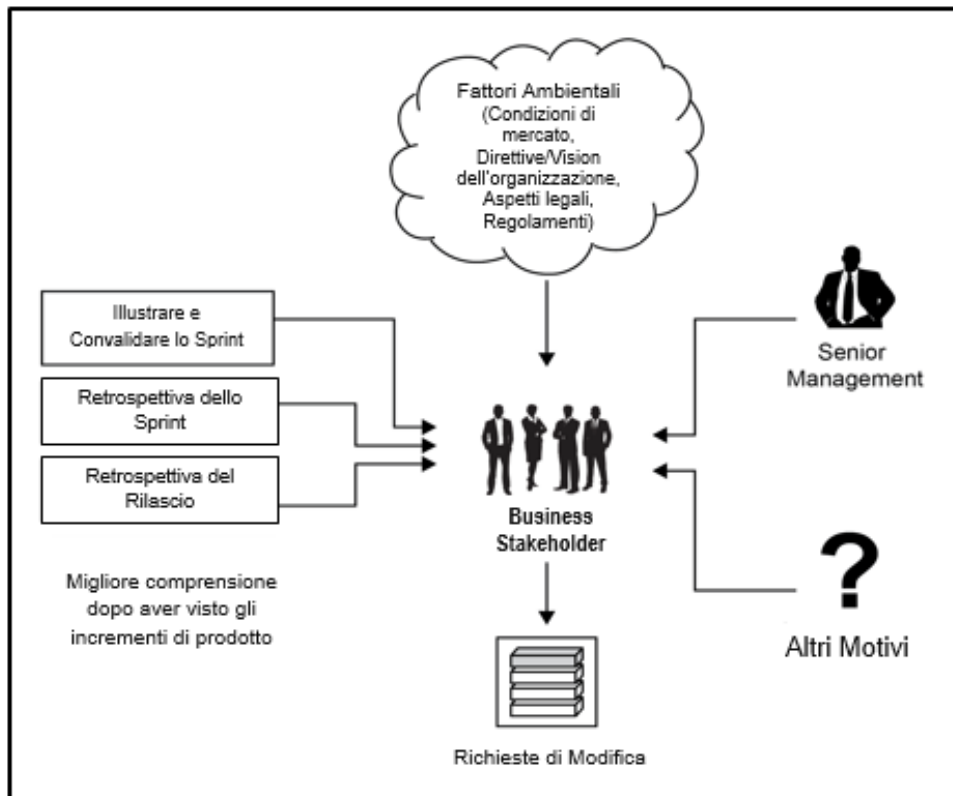 Fattori Ambientali
(Condizioni di
mercato,
Direttive/Vision
dell'organizzazione,
Aspetti legali,
Regolamenti)
Illustrare e
Convalidare lo Sprint
Retrospettiva dello
Sprint
Retrospettiva del
Rilascio
Migliore comprensione
dopo aver visto gli
incrementi di prodotto
Business
Stakeholder
Senior
Management
?
Altri Motivi
Richieste di Modifica